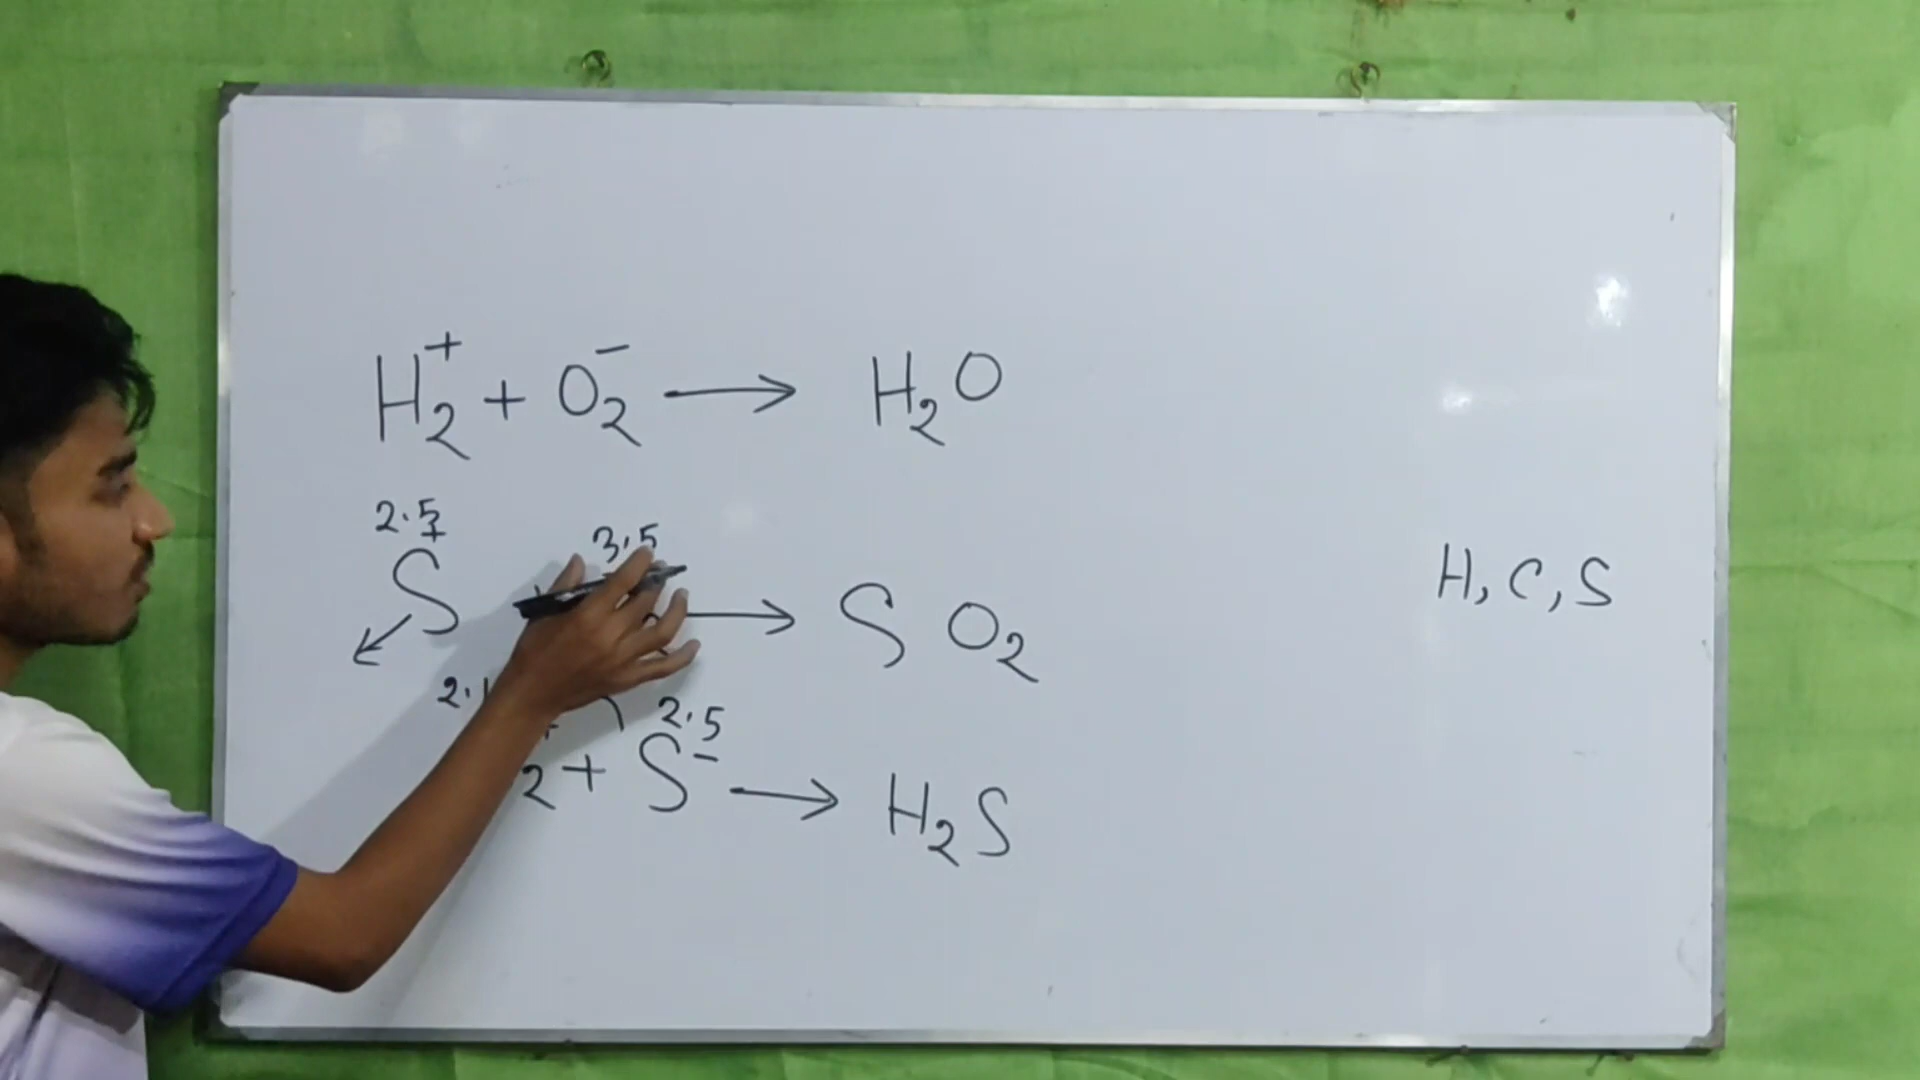 H₂⁺ + O₂⁻ → H₂O
2.5 3.5
S⁺ → S O₂
H, C, S
2.1 2.5
₂ + S⁻ → H₂S